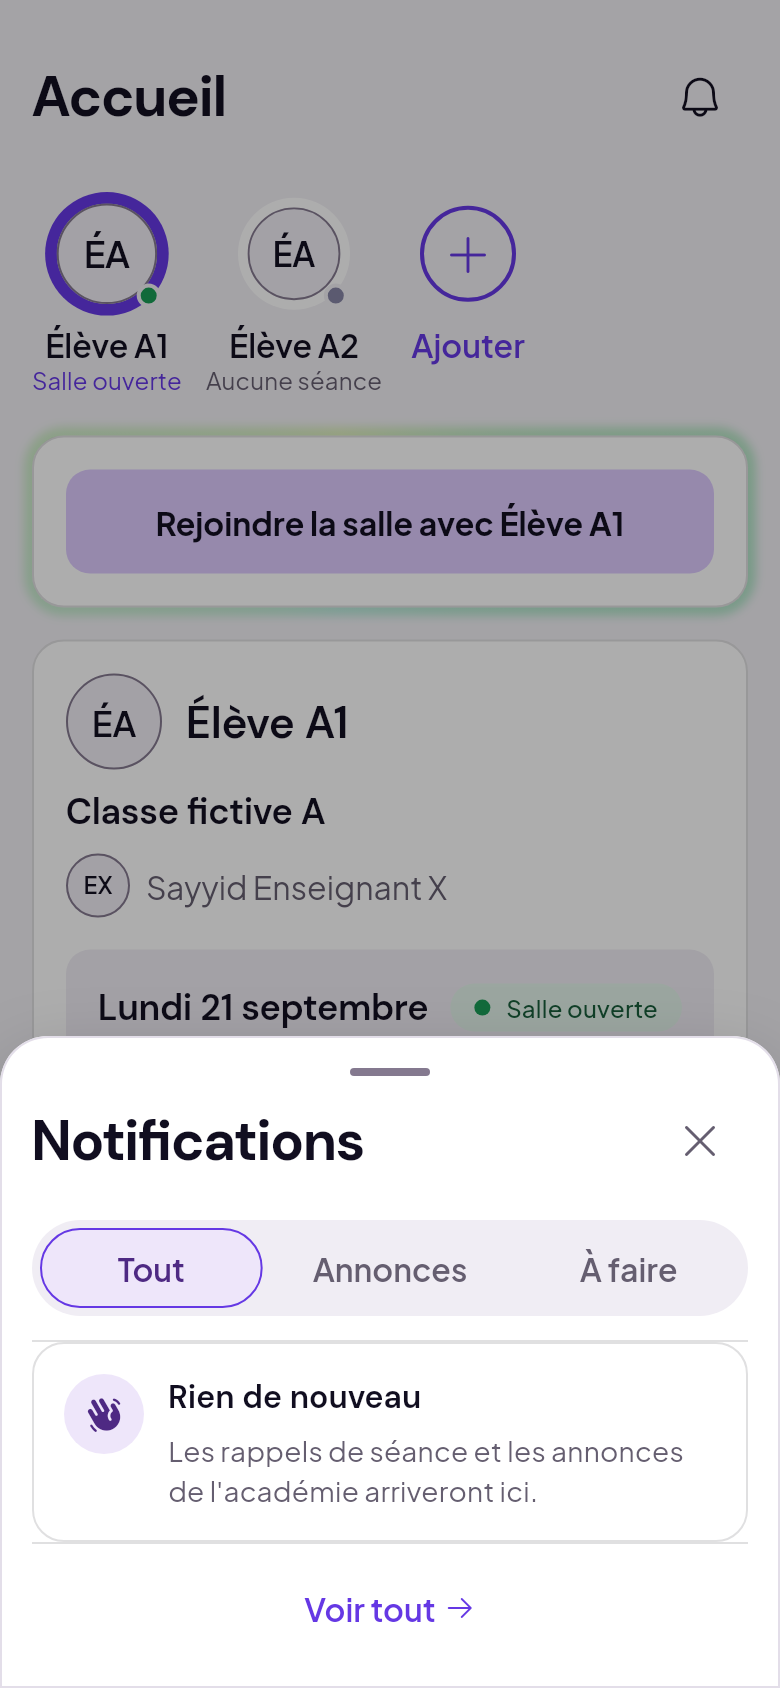 Accueil
ÉA
ÉA
Élève A1
Élève A2
Ajouter
Salle ouverte
Aucune séance
Rejoindre la salle avec Élève A1
ÉA
Élève A1
Classe fictive A
EX
Sayyid Enseignant X
Lundi 21 septembre
Salle ouverte
Notifications
Tout
Annonces
À faire
Rien de nouveau
Les rappels de séance et les annonces
de l'académie arriveront ici.
Voir tout →